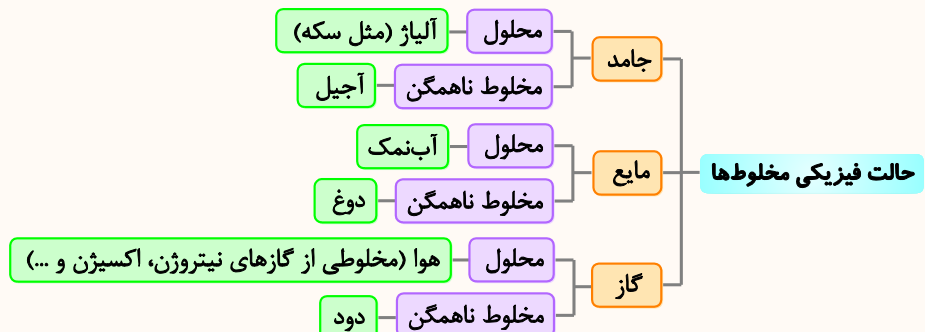 حالت فیزیکی مخلوط‌ها
جامد
محلول
آلیاژ (مثل سکه)
مخلوط ناهمگن
آجیل
مایع
محلول
آب‌نمک
مخلوط ناهمگن
دوغ
گاز
محلول
هوا (مخلوطی از گازهای نیتروژن، اکسیژن و ...)
مخلوط ناهمگن
دود